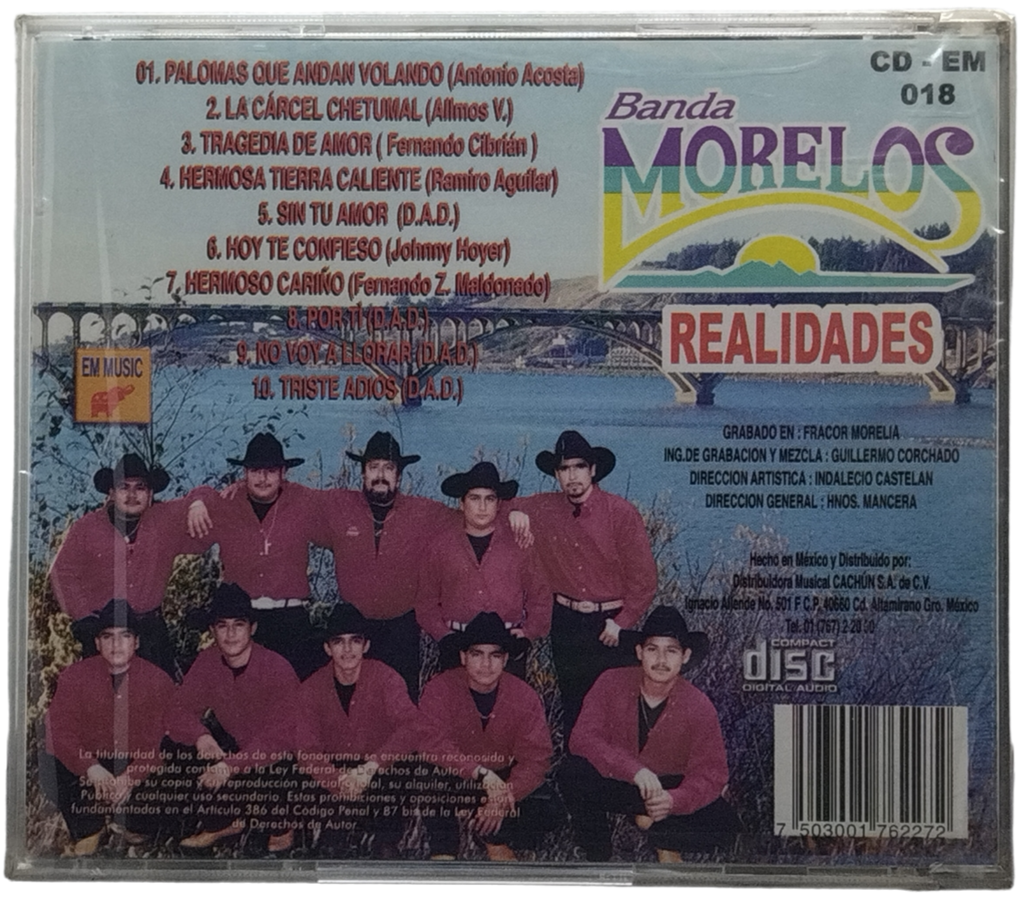 01. PALOMAS QUE ANDAN VOLANDO (Antonio Acosta)
2. LA CÁRCEL CHETUMAL (Allmos V.)
3. TRAGEDIA DE AMOR ( Fernando Cibrián )
4. HERMOSA TIERRA CALIENTE (Ramiro Aguilar)
5. SIN TU AMOR (D.A.D.)
6. HOY TE CONFIESO (Johnny Hoyer)
7. HERMOSO CARIÑO (Fernando Z. Maldonado)
8. POR TI (D.A.D.)
9. NO VOY A LLORAR (D.A.D.)
10. TRISTE ADIOS (D.A.D.)
CD - EM
018
Banda
MORELOS
REALIDADES
EM MUSIC
GRABADO EN : FRACOR MORELIA
ING.DE GRABACION Y MEZCLA : GUILLERMO CORCHADO
DIRECCION ARTISTICA : INDALECIO CASTELAN
DIRECCION GENERAL : HNOS. MANCERA
Hecho en México y Distribuido por:
Distribuidora Musical CACHÚN S.A. de C.V.
Ignacio Allende No. 501 F C.P. 40660 Cd. Altamirano Gro. México
Tel. 01 (767)
COMPACT
disc
DIGITAL AUDIO
La titularidad de los derechos de este fonograma se encuentra reconocida y
protegida conforme a la Ley Federal de Derechos de Autor.
Se prohibe su copia y/o reproducción parcial o total, su alquiler, utilización
Pública y cualquier uso secundario. Estas prohibiciones y oposiciones están
fundamentadas en el Artículo 386 del Código Penal y 87 bis de la Ley Federal
de Derechos de Autor
7 503001 762272